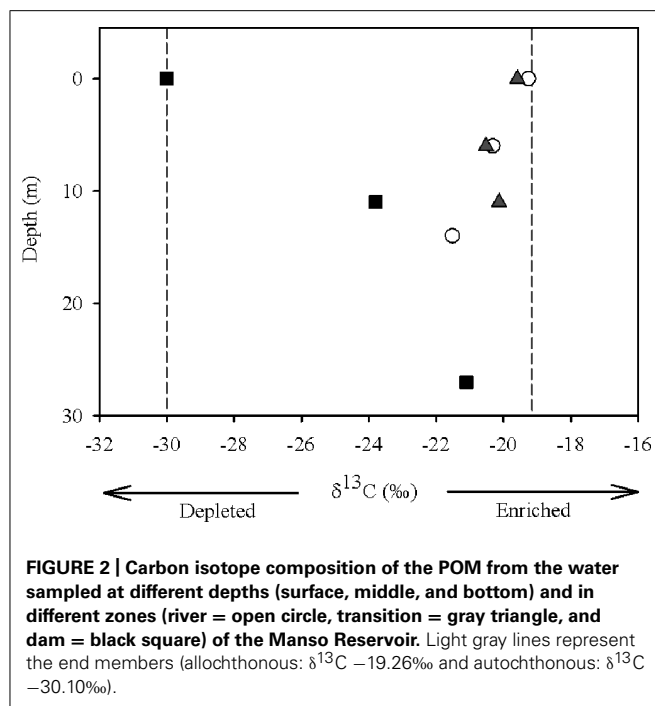 0
10
20
30
Depth (m)
-32 -30 -28 -26 -24 -22 -20 -18 -16
δ¹³C (‰)
Depleted Enriched
FIGURE 2 | Carbon isotope composition of the POM from the water
sampled at different depths (surface, middle, and bottom) and in
different zones (river = open circle, transition = gray triangle, and
dam = black square) of the Manso Reservoir. Light gray lines represent
the end members (allochthonous: δ¹³C −19.26‰ and autochthonous: δ¹³C
−30.10‰).